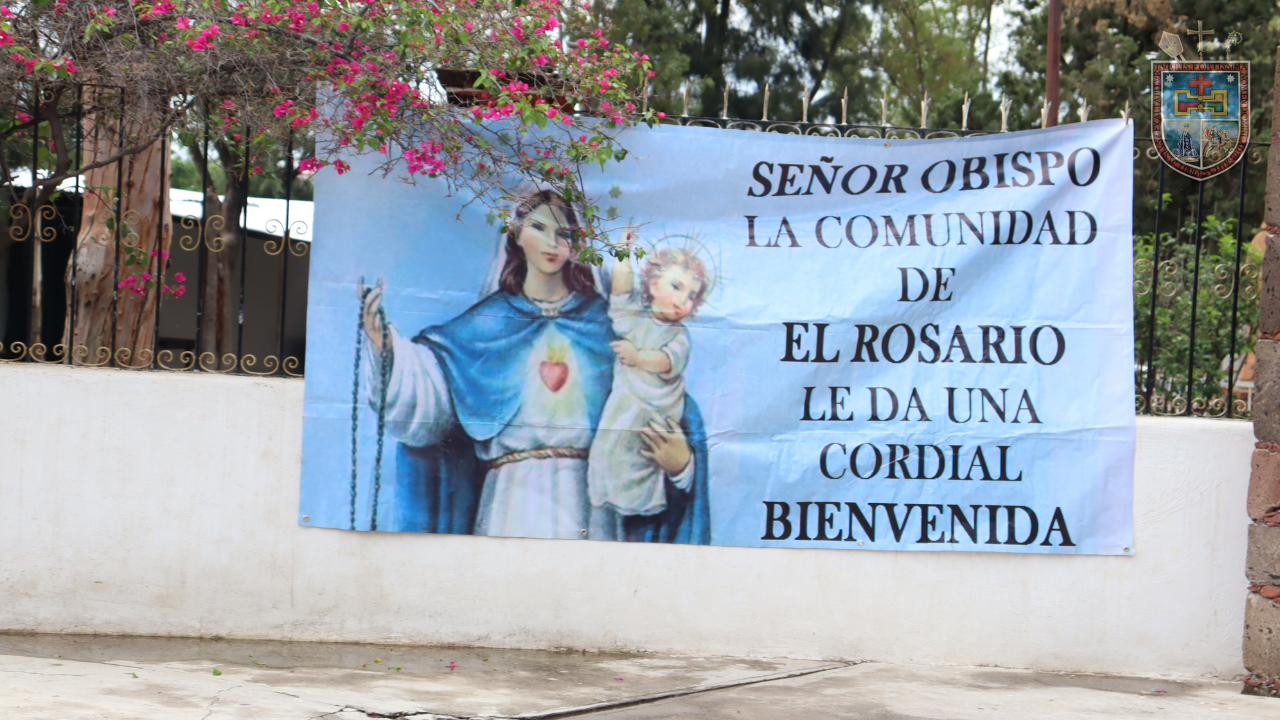 SEÑOR OBISPO
LA COMUNIDAD
DE
EL ROSARIO
LE DA UNA
CORDIAL
BIENVENIDA